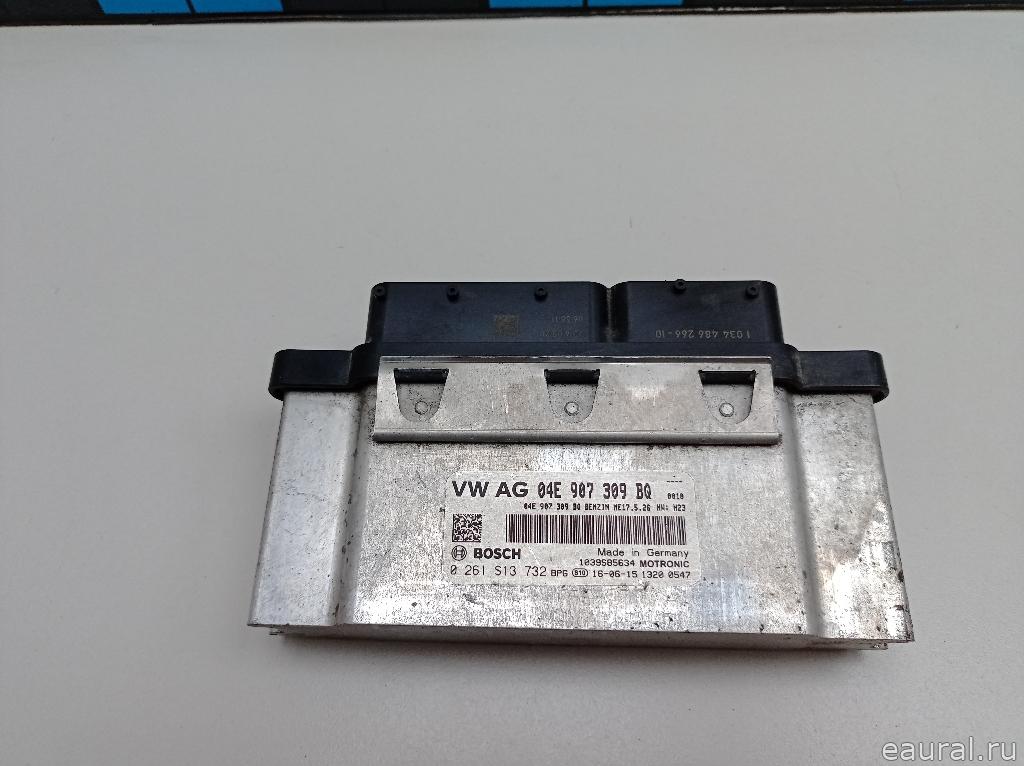 1 034 486 266-10
VW AG 04E 907 309 BQ 0010
04E 907 309 BQ BENZIN ME17.5.26 HW: H23
BOSCH Made in Germany
1039S85634 MOTRONIC
0 261 S13 732 BPG 810 16-06-15 1320 0547
eaural.ru